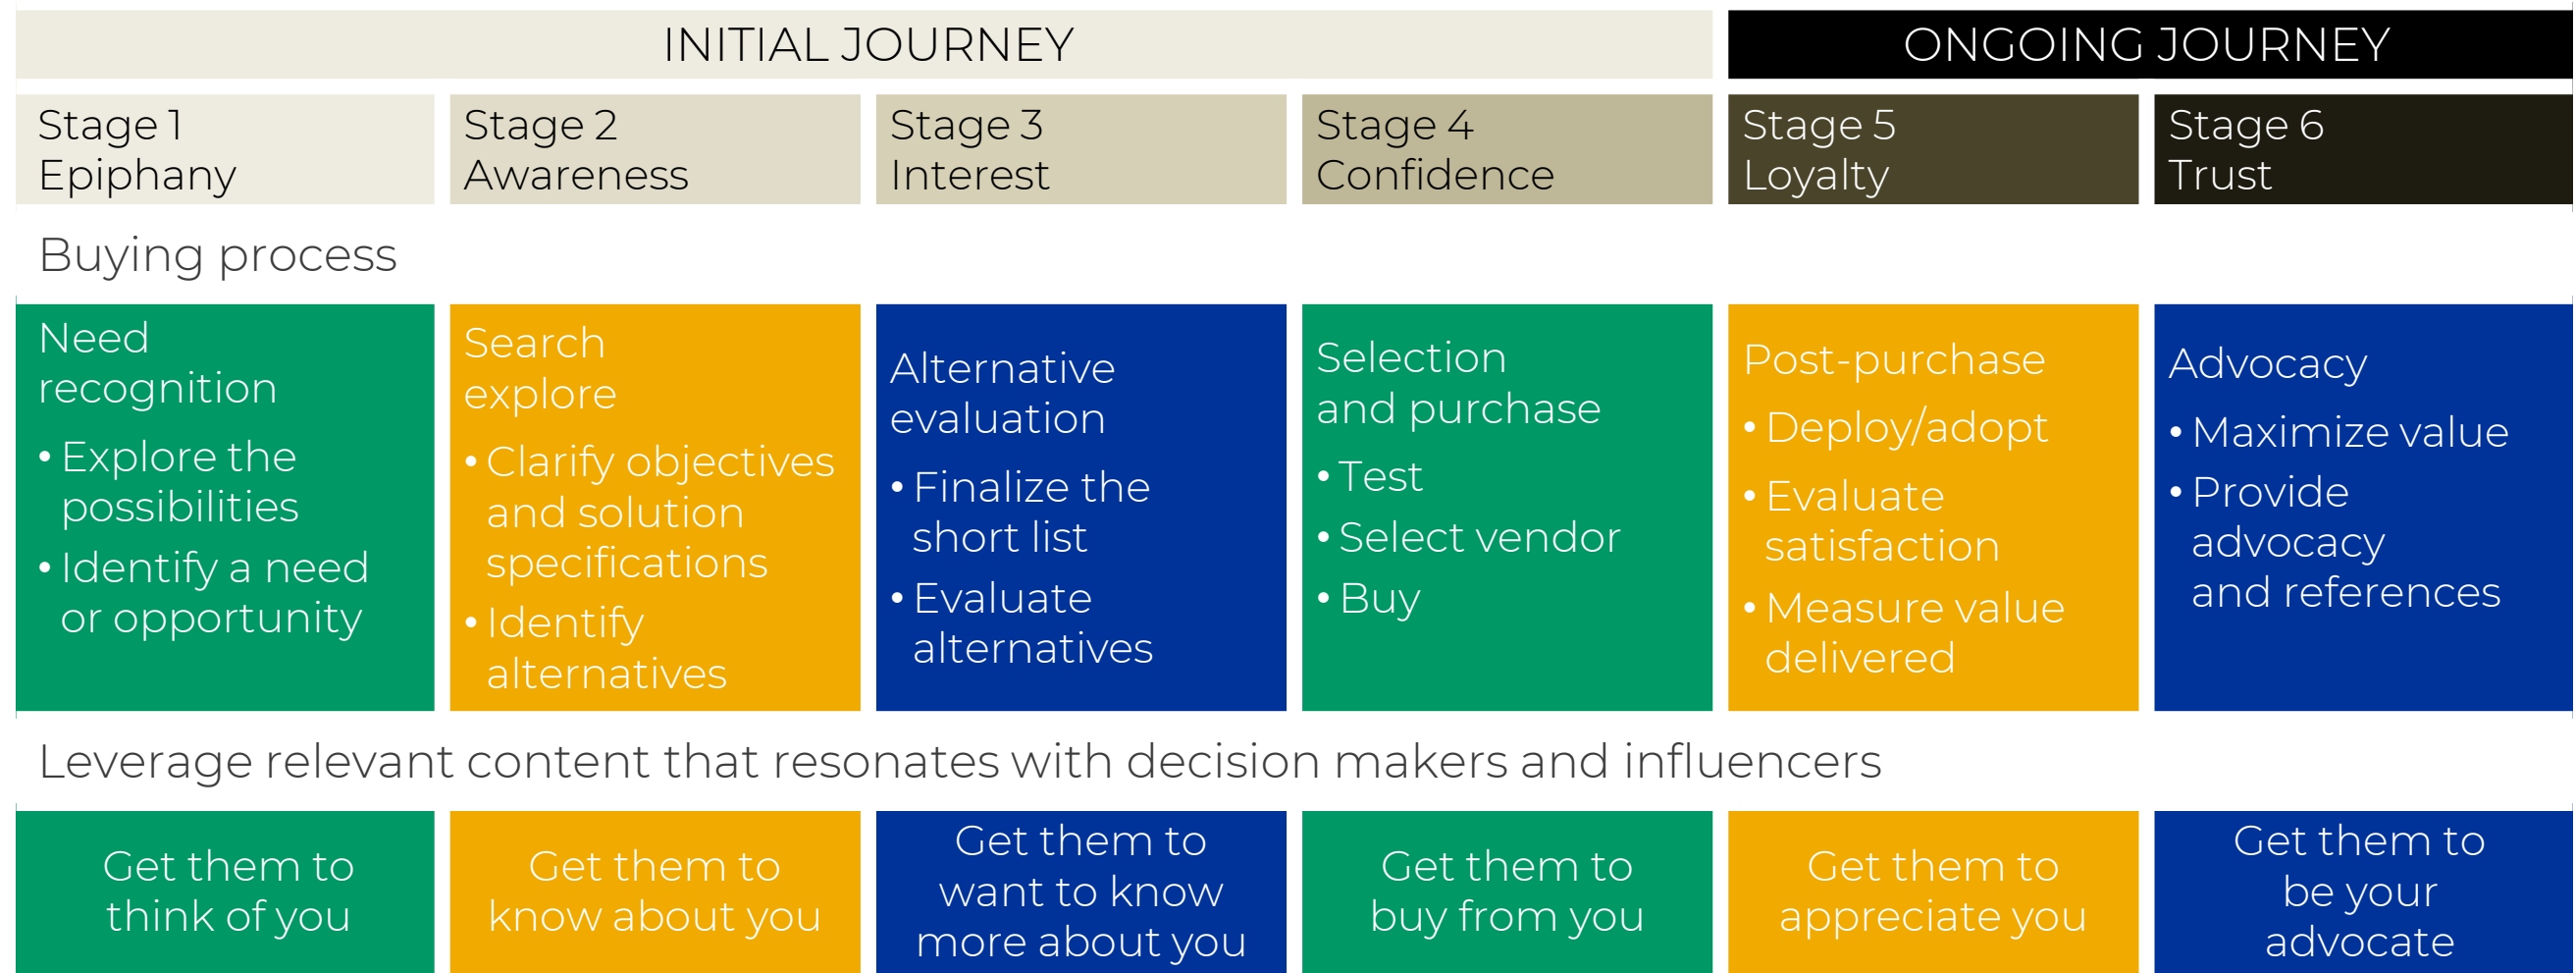 INITIAL JOURNEY
ONGOING JOURNEY
Stage 1
Epiphany
Stage 2
Awareness
Stage 3
Interest
Stage 4
Confidence
Stage 5
Loyalty
Stage 6
Trust
Buying process
Need
recognition
• Explore the
possibilities
• Identify a need
or opportunity
Search
explore
• Clarify objectives
and solution
specifications
• Identify
alternatives
Alternative
evaluation
• Finalize the
short list
• Evaluate
alternatives
Selection
and purchase
• Test
• Select vendor
• Buy
Post-purchase
• Deploy/adopt
• Evaluate
satisfaction
• Measure value
delivered
Advocacy
• Maximize value
• Provide
advocacy
and references
Leverage relevant content that resonates with decision makers and influencers
Get them to
think of you
Get them to
know about you
Get them to
want to know
more about you
Get them to
buy from you
Get them to
appreciate you
Get them to
be your
advocate